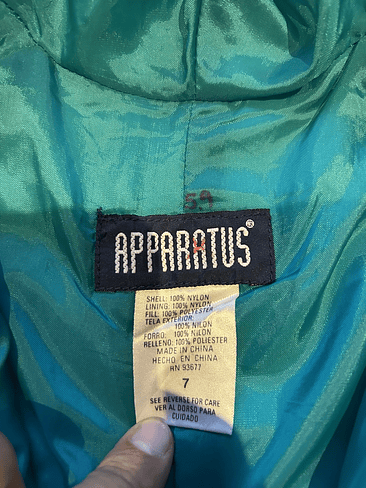 59
APPARATUS®
SHELL: 100% NYLON
LINING: 100% NYLON
FILL: 100% POLYESTER
TELA EXTERIOR:
100% NILON
FORRO: 100% NILON
RELLENO: 100% POLIESTER
MADE IN CHINA
HECHO EN CHINA
RN 93677
7
SEE REVERSE FOR CARE
VER AL DORSO PARA
CUIDADO